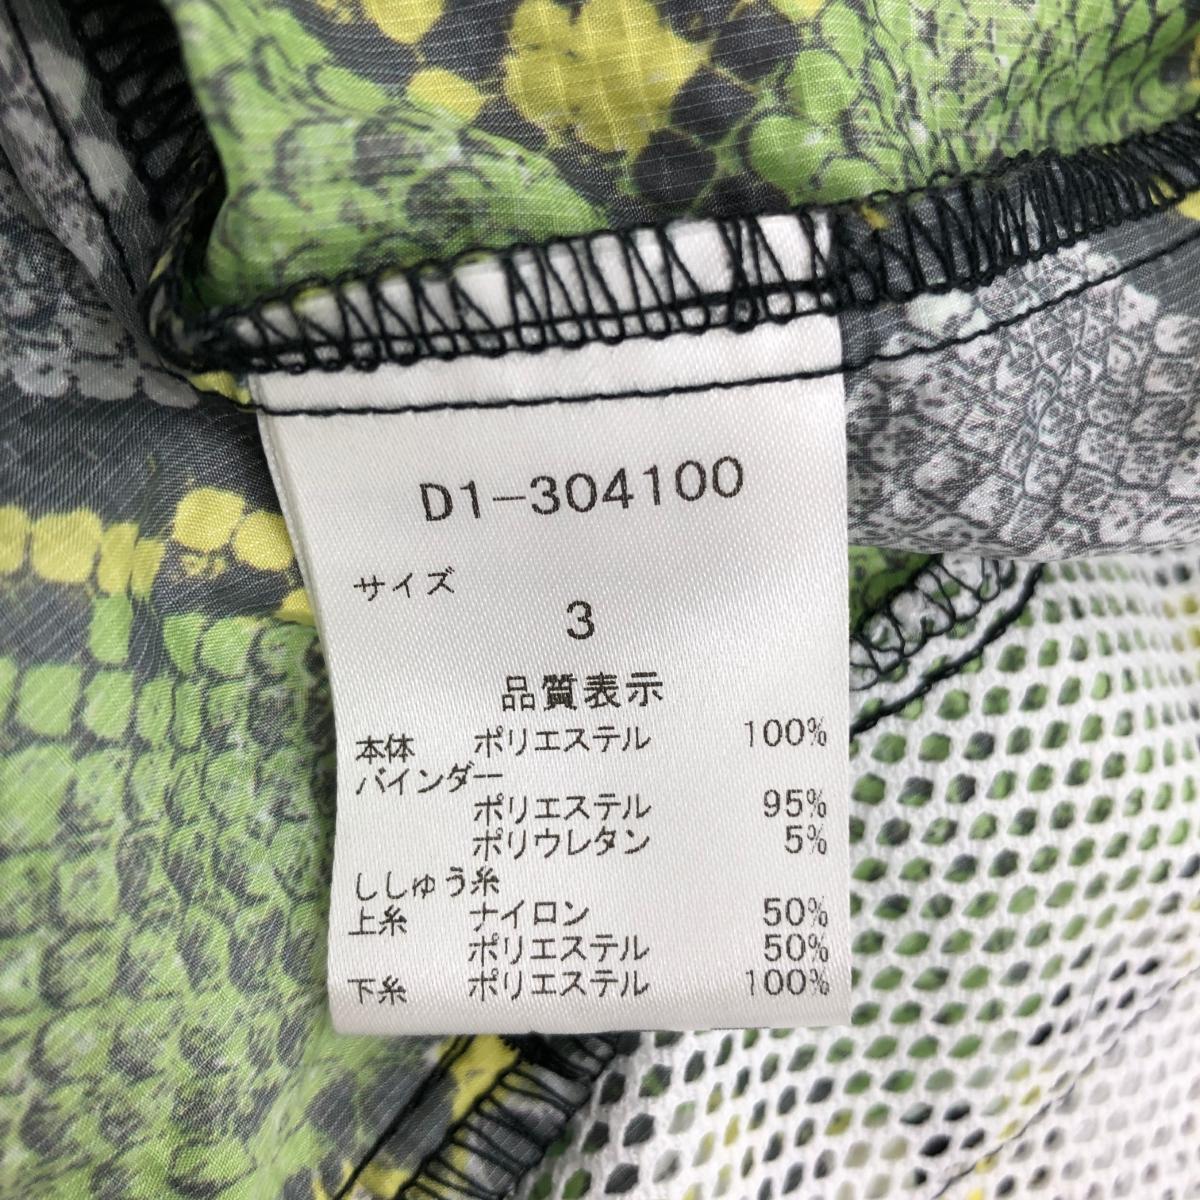 D1-304100
サイズ
3
品質表示
本体 ポリエステル 100%
バインダー
ポリエステル 95%
ポリウレタン 5%
ししゅう糸
上糸 ナイロン 50%
ポリエステル 50%
下糸 ポリエステル 100%